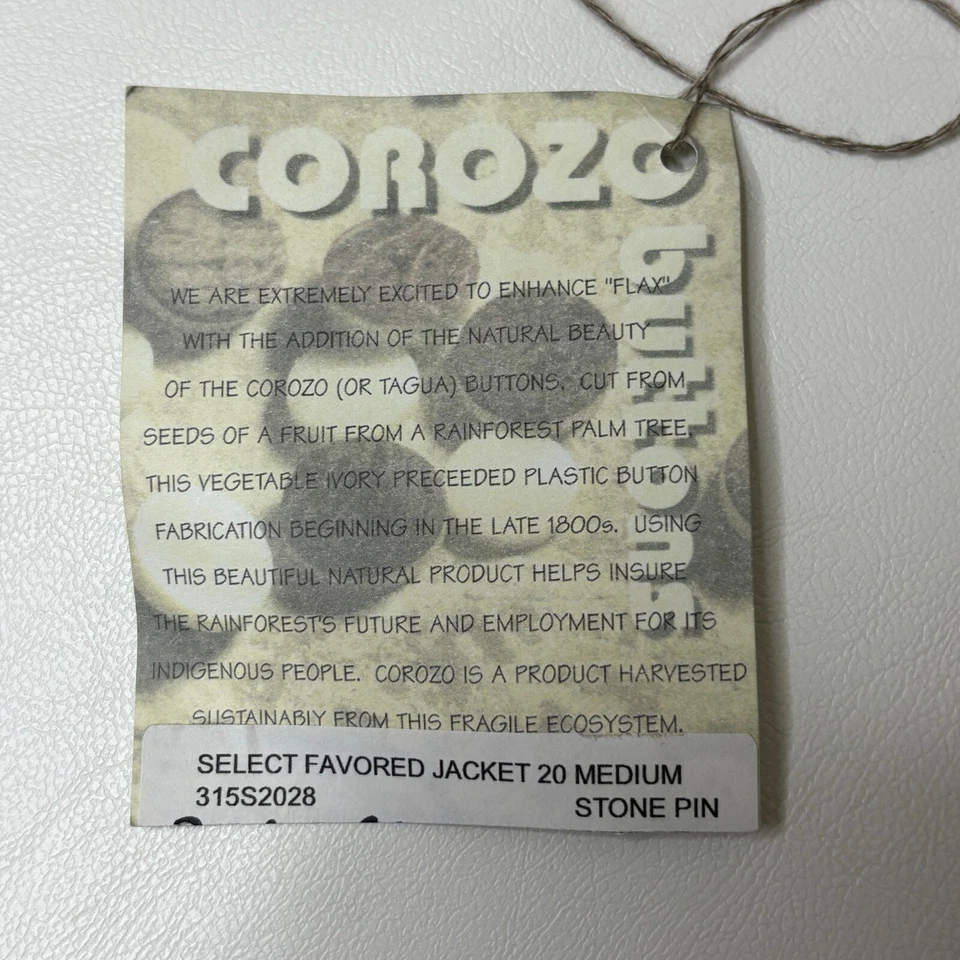 COROZO
buttons
WE ARE EXTREMELY EXCITED TO ENHANCE "FLAX"
WITH THE ADDITION OF THE NATURAL BEAUTY
OF THE COROZO (OR TAGUA) BUTTONS. CUT FROM
SEEDS OF A FRUIT FROM A RAINFOREST PALM TREE,
THIS VEGETABLE IVORY PRECEEDED PLASTIC BUTTON
FABRICATION BEGINNING IN THE LATE 1800s. USING
THIS BEAUTIFUL NATURAL PRODUCT HELPS INSURE
THE RAINFOREST'S FUTURE AND EMPLOYMENT FOR ITS
INDIGENOUS PEOPLE. COROZO IS A PRODUCT HARVESTED
SUSTAINABLY FROM THIS FRAGILE ECOSYSTEM.
SELECT FAVORED JACKET 20 MEDIUM
315S2028 STONE PIN